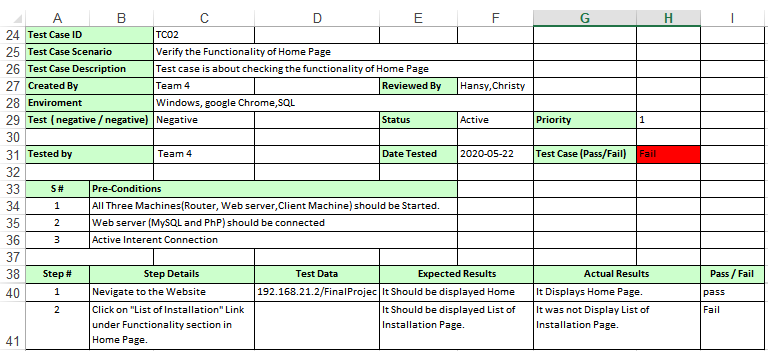 A B C D E F G H I
24 Test Case ID TC02
25 Test Case Scenario Verify the Functionality of Home Page
26 Test Case Description Test case is about checking the functionality of Home Page
27 Created By Team 4 Reviewed By Hansy,Christy
28 Enviroment Windows, google Chrome,SQL
29 Test ( negative / negative) Negative Status Active Priority 1
30
31 Tested by Team 4 Date Tested 2020-05-22 Test Case (Pass/Fail) Fail
32
33 S # Pre-Conditions
34 1 All Three Machines(Router, Web server,Client Machine) should be Started.
35 2 Web server (MySQL and PhP) should be connected
36 3 Active Interent Connection
37
38 Step # Step Details Test Data Expected Results Actual Results Pass / Fail
40 1 Nevigate to the Website 192.168.21.2/FinalProjec It Should be displayed Home It Displays Home Page. pass
2 Click on "List of Installation" Link It Should be displayed List of It was not Display List of Fail
under Functionality section in Installation Page. Installation Page.
41 Home Page.